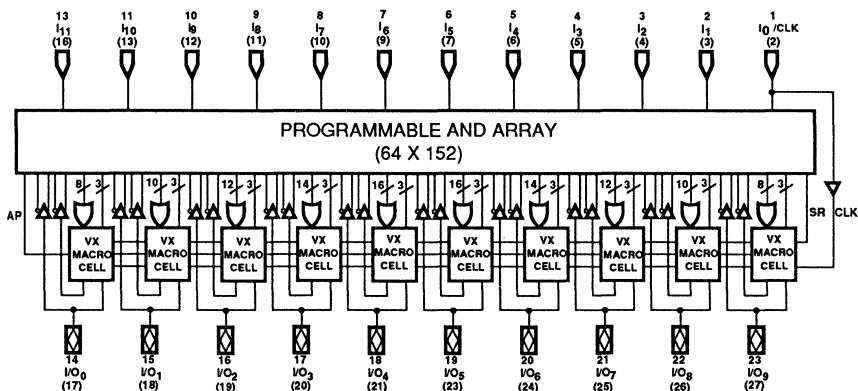 13 11 10 9 8 7 6 5 4 3 2 1
I11 I10 I9 I8 I7 I6 I5 I4 I3 I2 I1 I0/CLK
(16) (13) (12) (11) (10) (9) (7) (6) (5) (4) (3) (2)
PROGRAMMABLE AND ARRAY
(64 X 152)
8 3 10 3 12 3 14 3 16 3 16 3 14 3 12 3 10 3 8 3
AP SR CLK
VX VX VX VX VX VX VX VX VX VX
MACRO MACRO MACRO MACRO MACRO MACRO MACRO MACRO MACRO MACRO
CELL CELL CELL CELL CELL CELL CELL CELL CELL CELL
14 15 16 17 18 19 20 21 22 23
I/O0 I/O1 I/O2 I/O3 I/O4 I/O5 I/O6 I/O7 I/O8 I/O9
(17) (18) (19) (20) (21) (23) (24) (25) (26) (27)